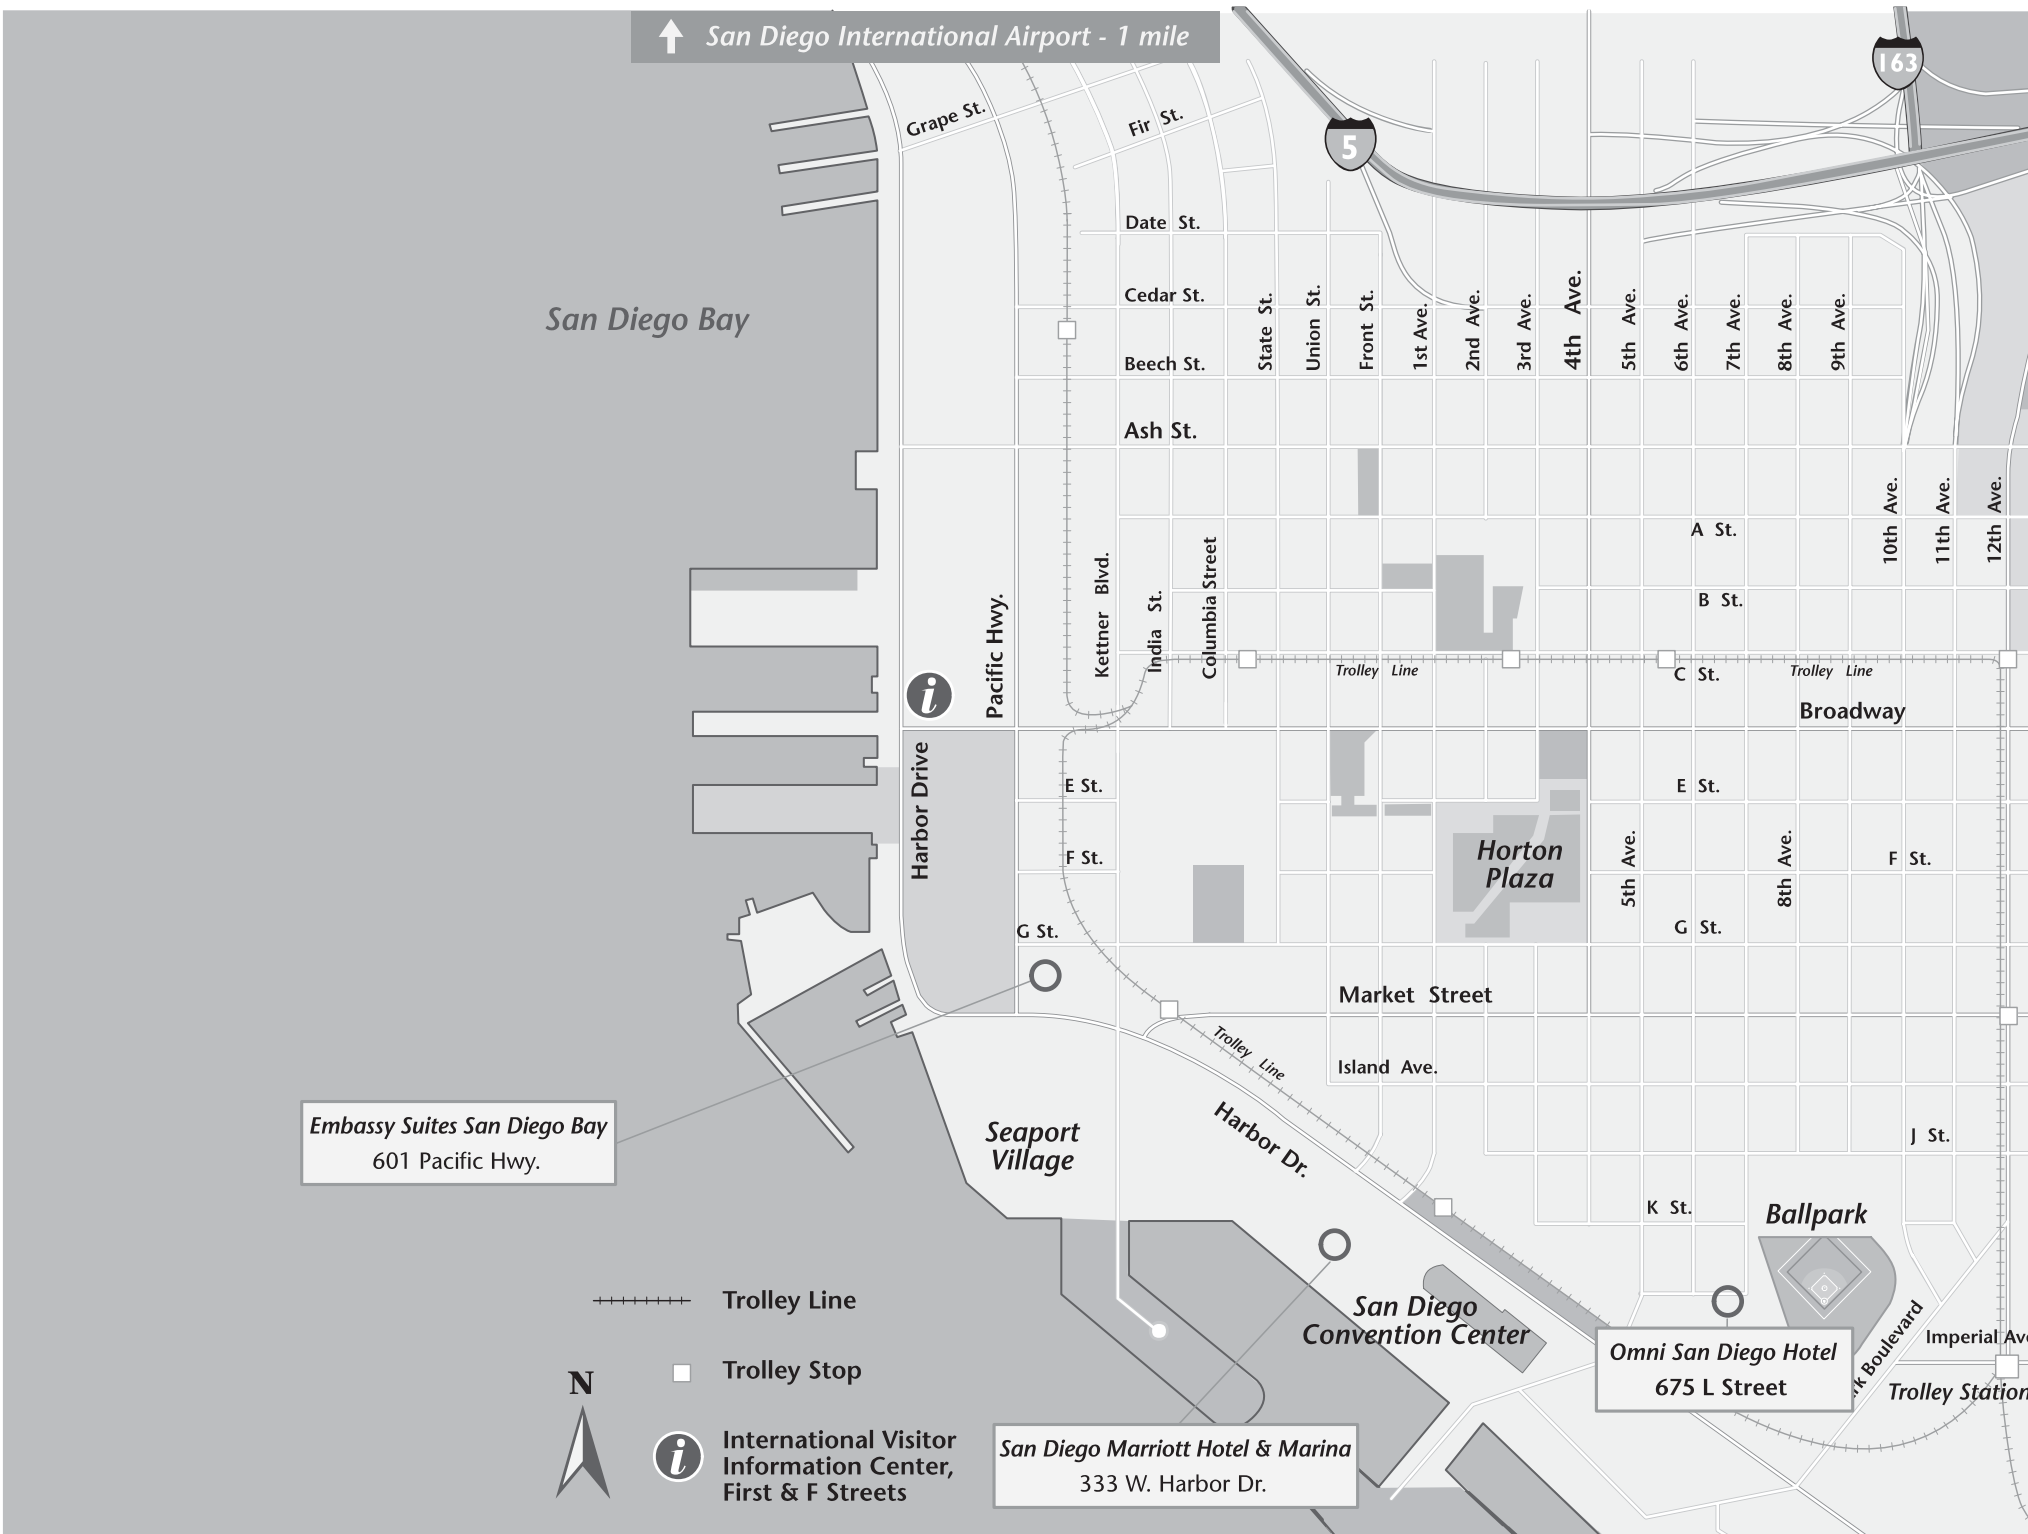 San Diego International Airport - 1 mile
163
5
Grape St.
Fir St.
Date St.
San Diego Bay
Cedar St.
Beech St.
State St.
Union St.
Front St.
1st Ave.
2nd Ave.
3rd Ave.
4th Ave.
5th Ave.
6th Ave.
7th Ave.
8th Ave.
9th Ave.
Ash St.
10th Ave.
11th Ave.
12th Ave.
A St.
B St.
Pacific Hwy.
Kettner Blvd.
India St.
Columbia Street
Trolley Line
C St.
Trolley Line
i
Broadway
Harbor Drive
E St.
E St.
F St.
Horton
Plaza
5th Ave.
8th Ave.
F St.
G St.
G St.
Market Street
Trolley Line
Island Ave.
Embassy Suites San Diego Bay
601 Pacific Hwy.
Seaport
Village
Harbor Dr.
J St.
K St.
Ballpark
San Diego
Convention Center
Omni San Diego Hotel
675 L Street
Boulevard
Imperial
Trolley Station
Trolley Line
Trolley Stop
N
i
International Visitor
Information Center,
First & F Streets
San Diego Marriott Hotel & Marina
333 W. Harbor Dr.